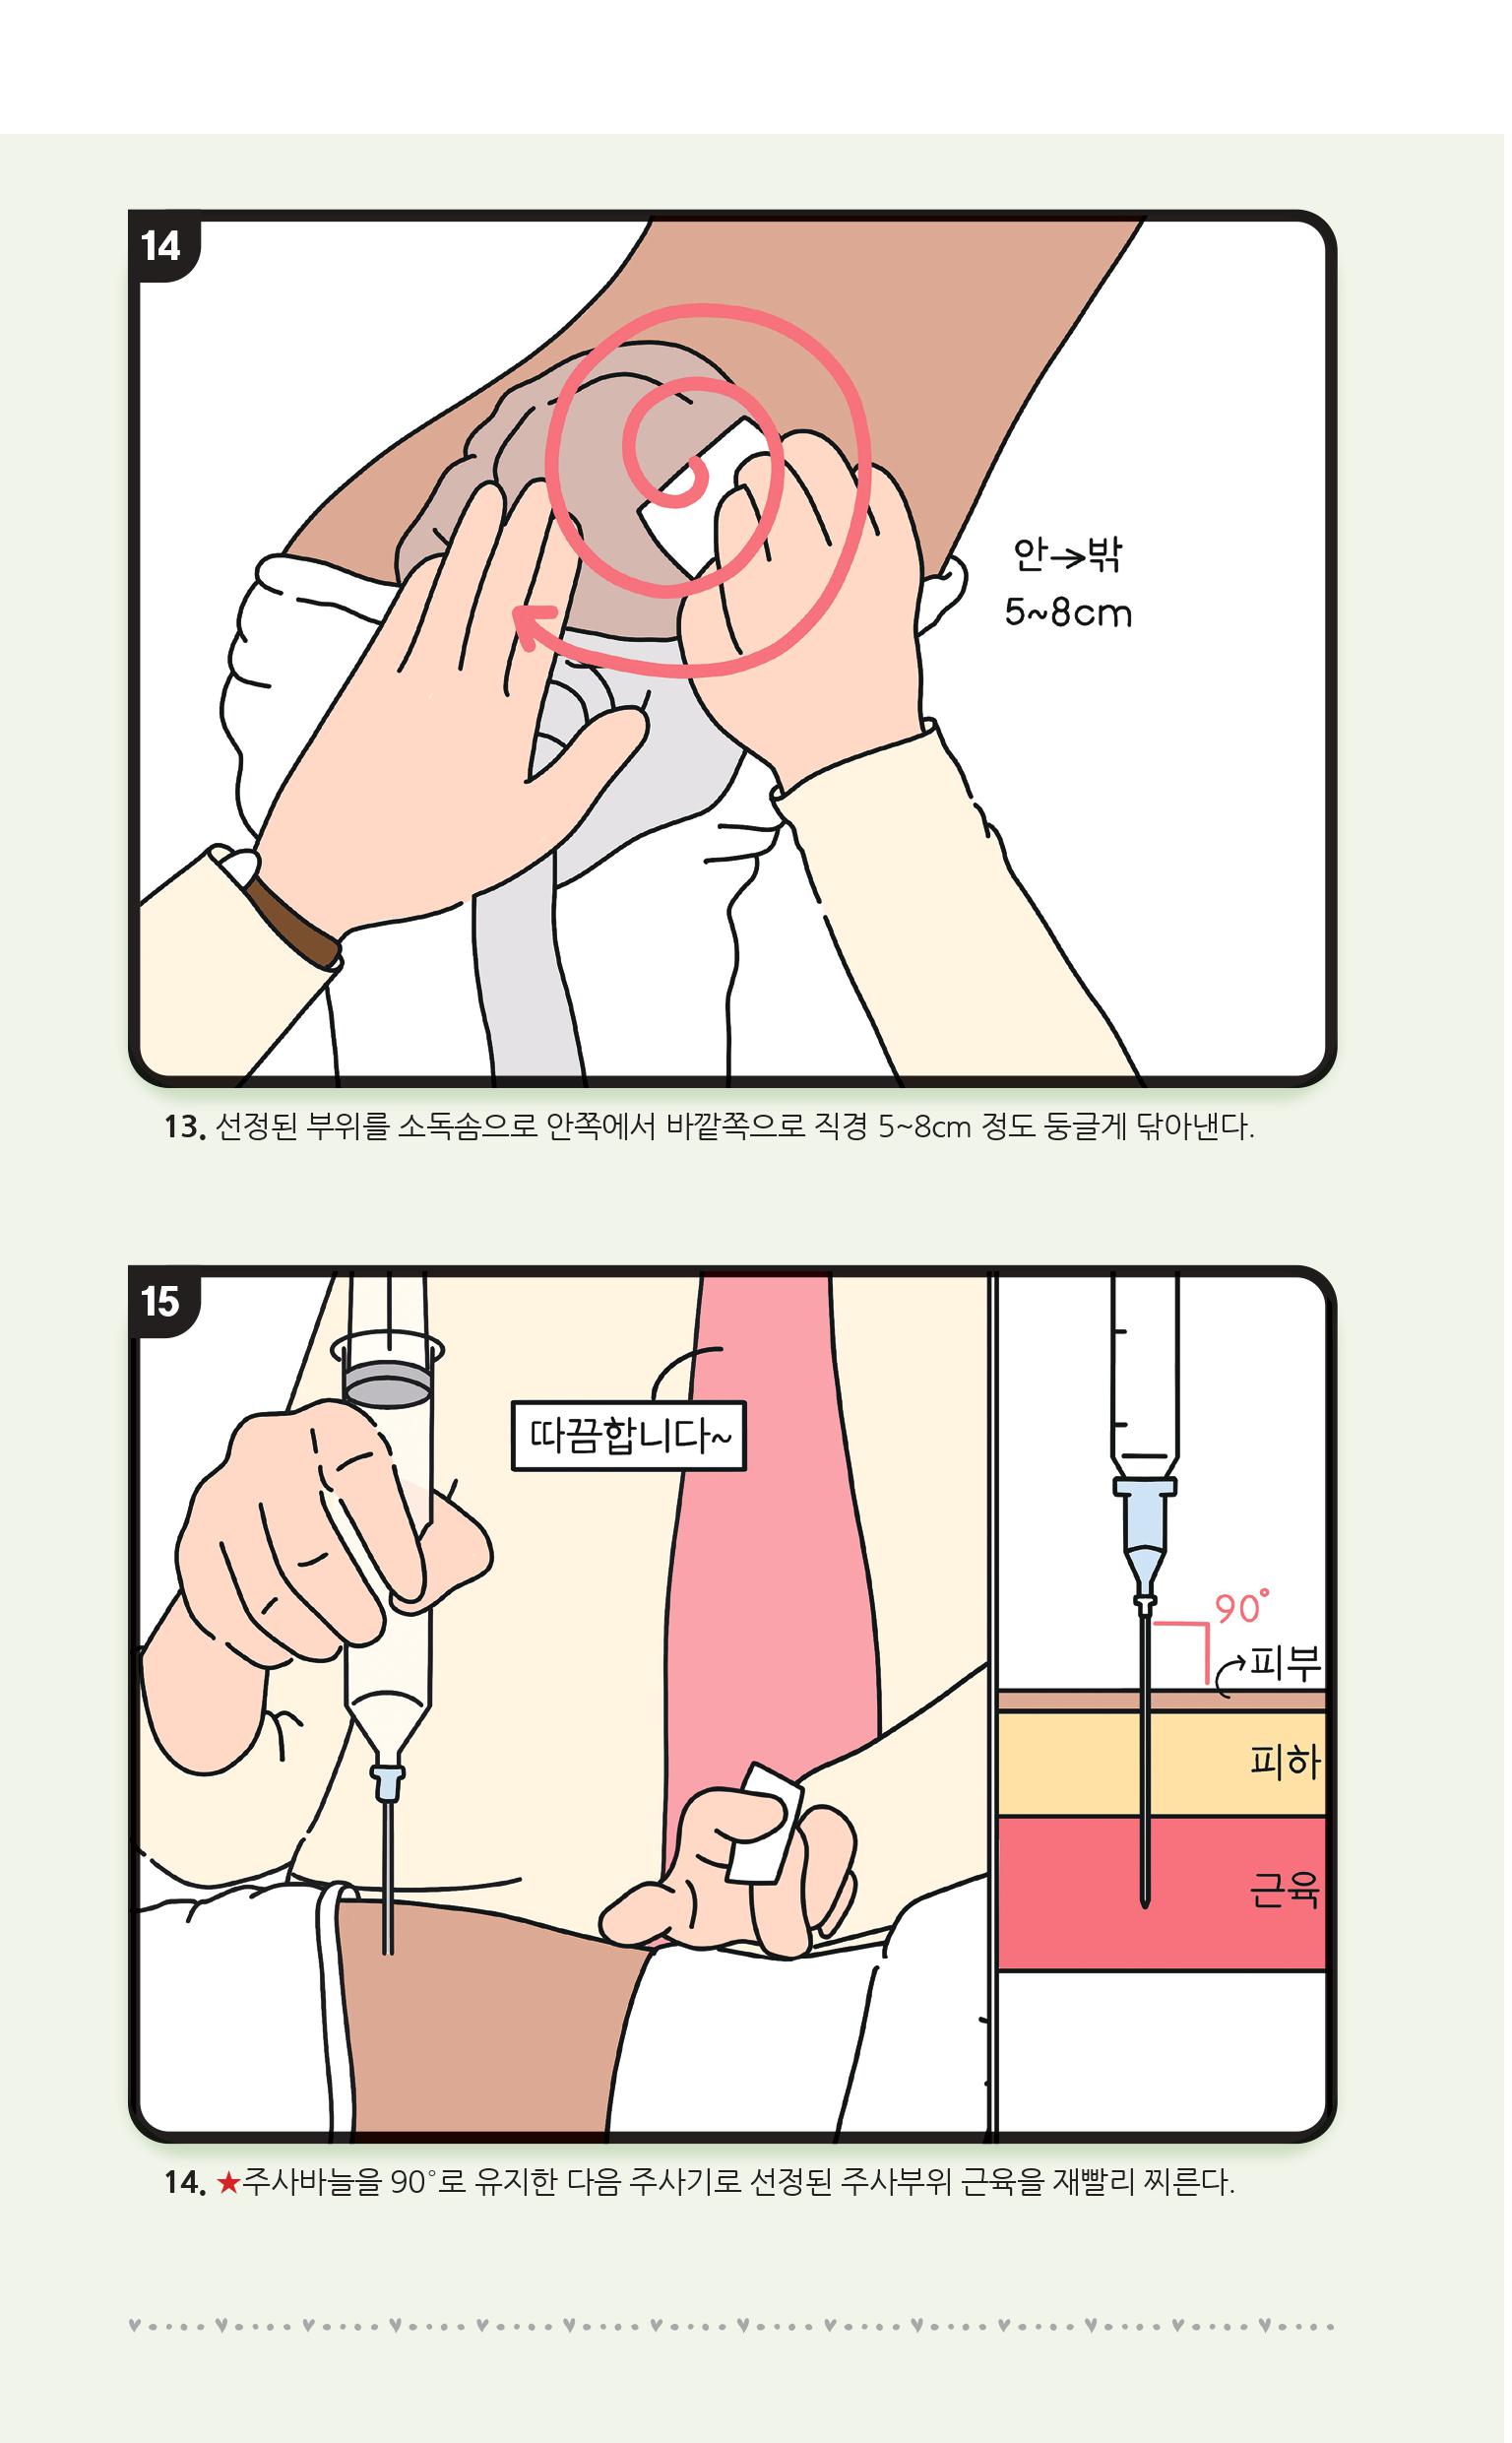 14
안→밖
5~8cm
13. 선정된 부위를 소독솜으로 안쪽에서 바깥쪽으로 직경 5~8cm 정도 둥글게 닦아낸다.
15
따끔합니다~
90°
피부
피하
근육
14. ★주사바늘을 90°로 유지한 다음 주사기로 선정된 주사부위 근육을 재빨리 찌른다.